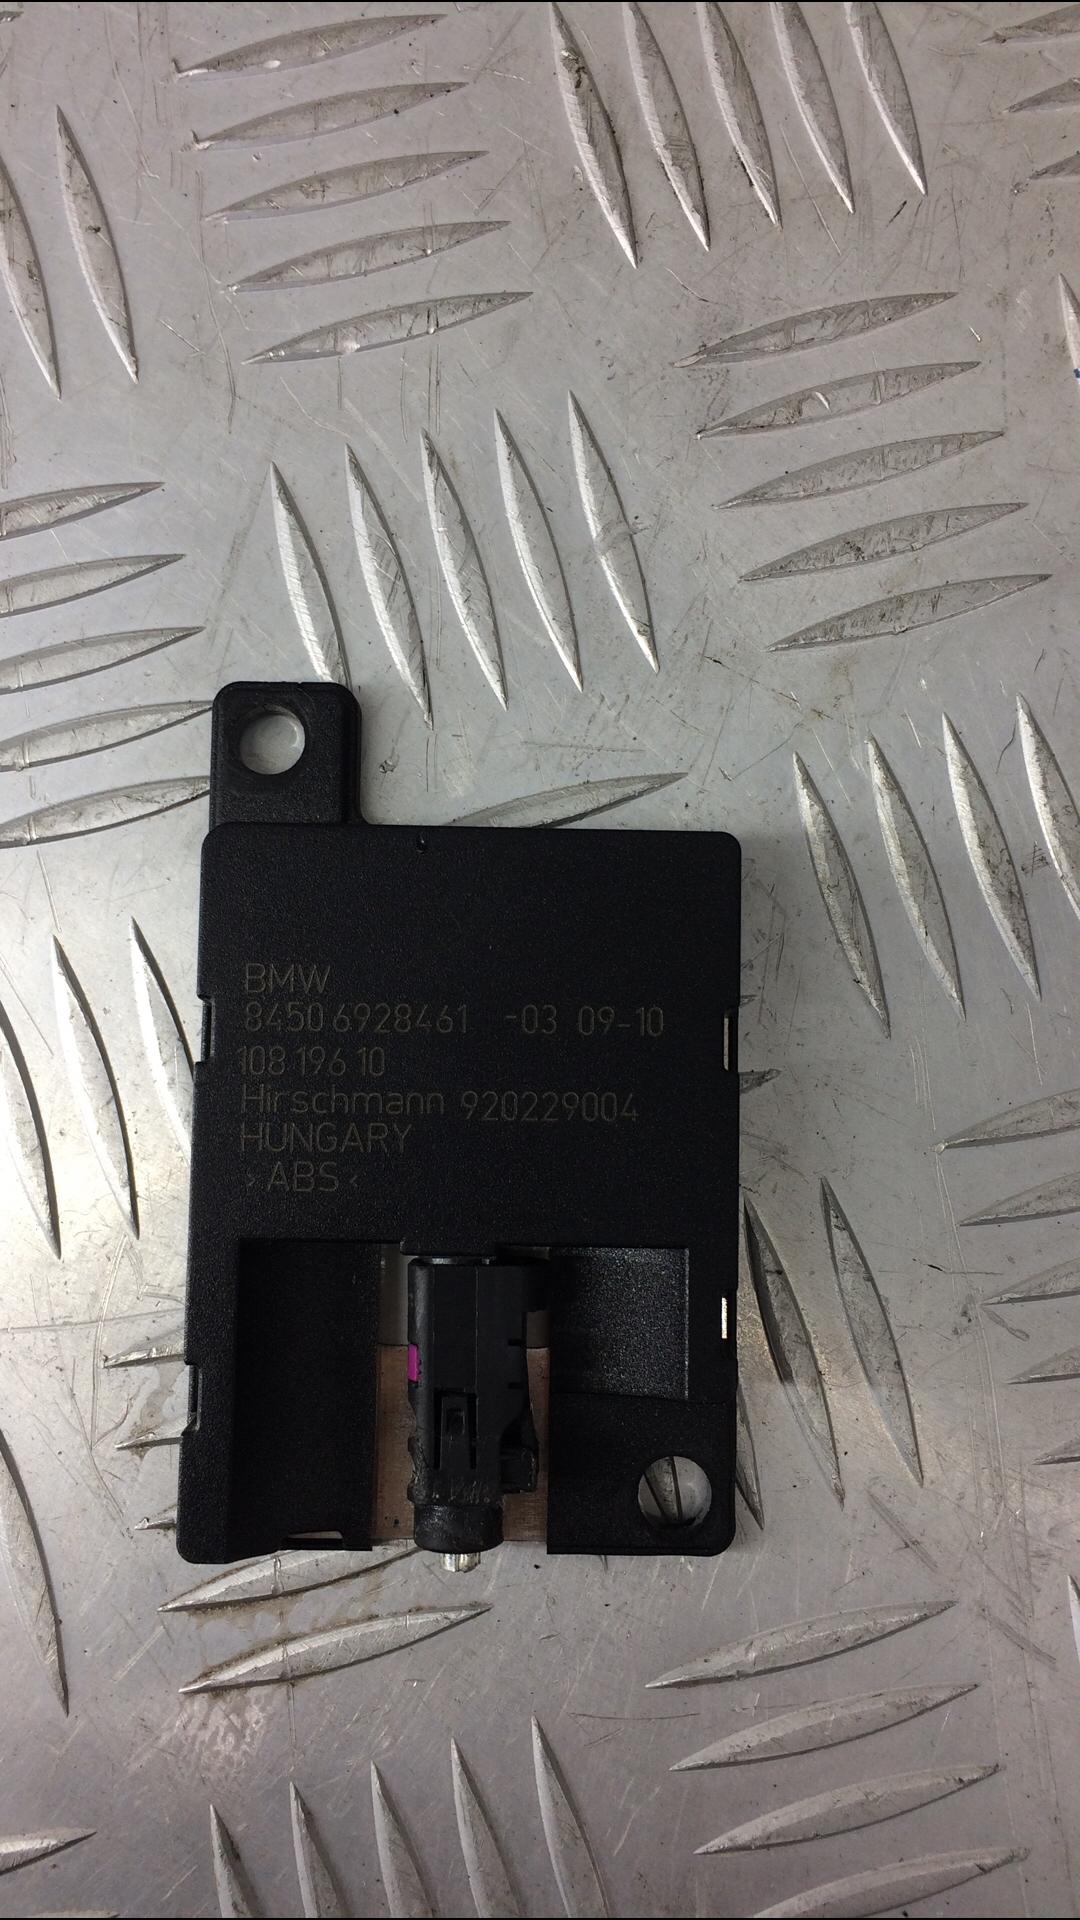 BMW
8450 6928461 -03 09-10
108 196 10
Hirschmann 920229004
HUNGARY
>ABS<